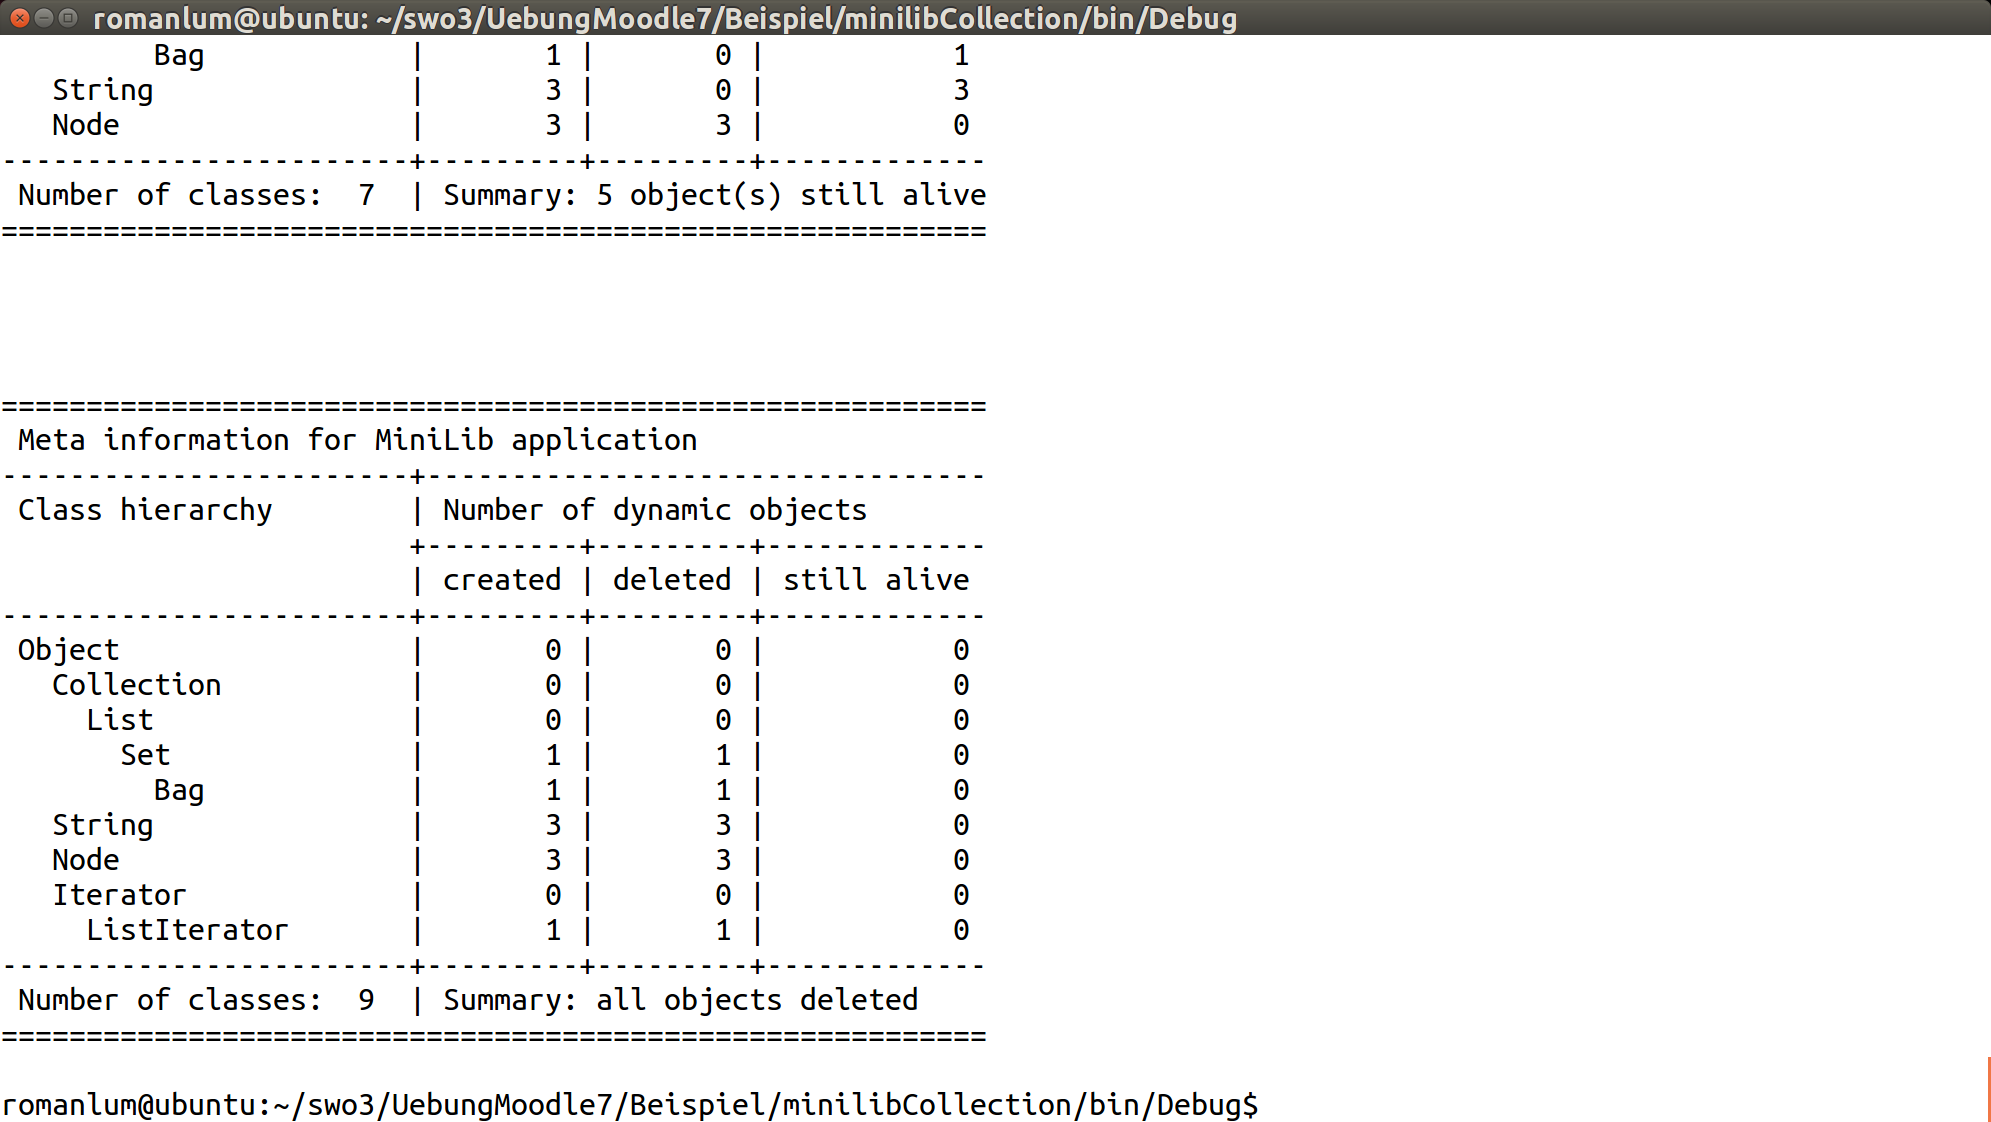 romanlum@ubuntu: ~/swo3/UebungMoodle7/Beispiel/minilibCollection/bin/Debug
         Bag            |       1 |       0 |           1
   String               |       3 |       0 |           3
   Node                 |       3 |       3 |           0
------------------------+---------+---------+-------------
 Number of classes:  7  | Summary: 5 object(s) still alive
==========================================================
==========================================================
 Meta information for MiniLib application
------------------------+---------------------------------
 Class hierarchy        | Number of dynamic objects
                        +---------+---------+-------------
                        | created | deleted | still alive
------------------------+---------+---------+-------------
 Object                 |       0 |       0 |           0
   Collection           |       0 |       0 |           0
     List               |       0 |       0 |           0
       Set              |       1 |       1 |           0
         Bag            |       1 |       1 |           0
   String               |       3 |       3 |           0
   Node                 |       3 |       3 |           0
   Iterator             |       0 |       0 |           0
     ListIterator       |       1 |       1 |           0
------------------------+---------+---------+-------------
 Number of classes:  9  | Summary: all objects deleted
==========================================================
romanlum@ubuntu:~/swo3/UebungMoodle7/Beispiel/minilibCollection/bin/Debug$